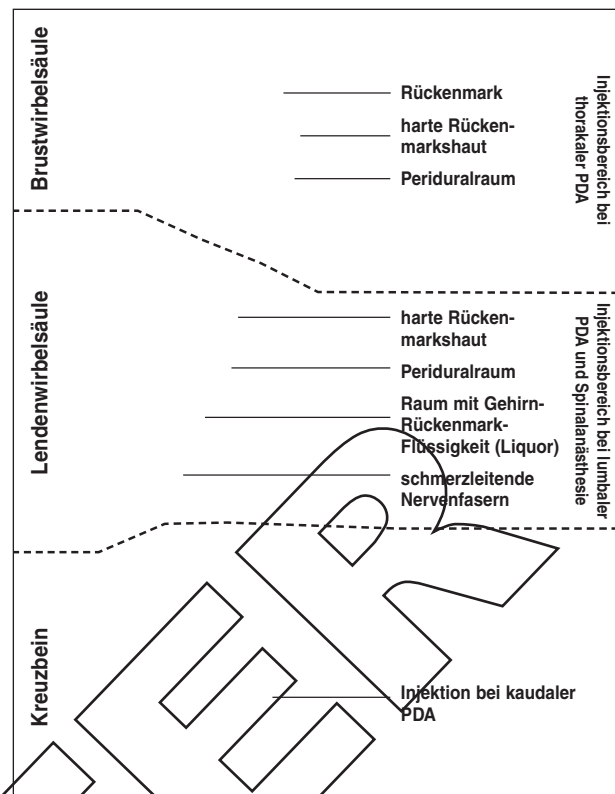 Brustwirbelsäule
Rückenmark
harte Rücken-
markshaut
Periduralraum
Injektionsbereich bei
thorakaler PDA
Lendenwirbelsäule
harte Rücken-
markshaut
Periduralraum
Raum mit Gehirn-
Rückenmark-
Flüssigkeit (Liquor)
schmerzleitende
Nervenfasern
Injektionsbereich bei lumbaler
PDA und Spinalanästhesie
Kreuzbein
Injektion bei kaudaler
PDA
ER